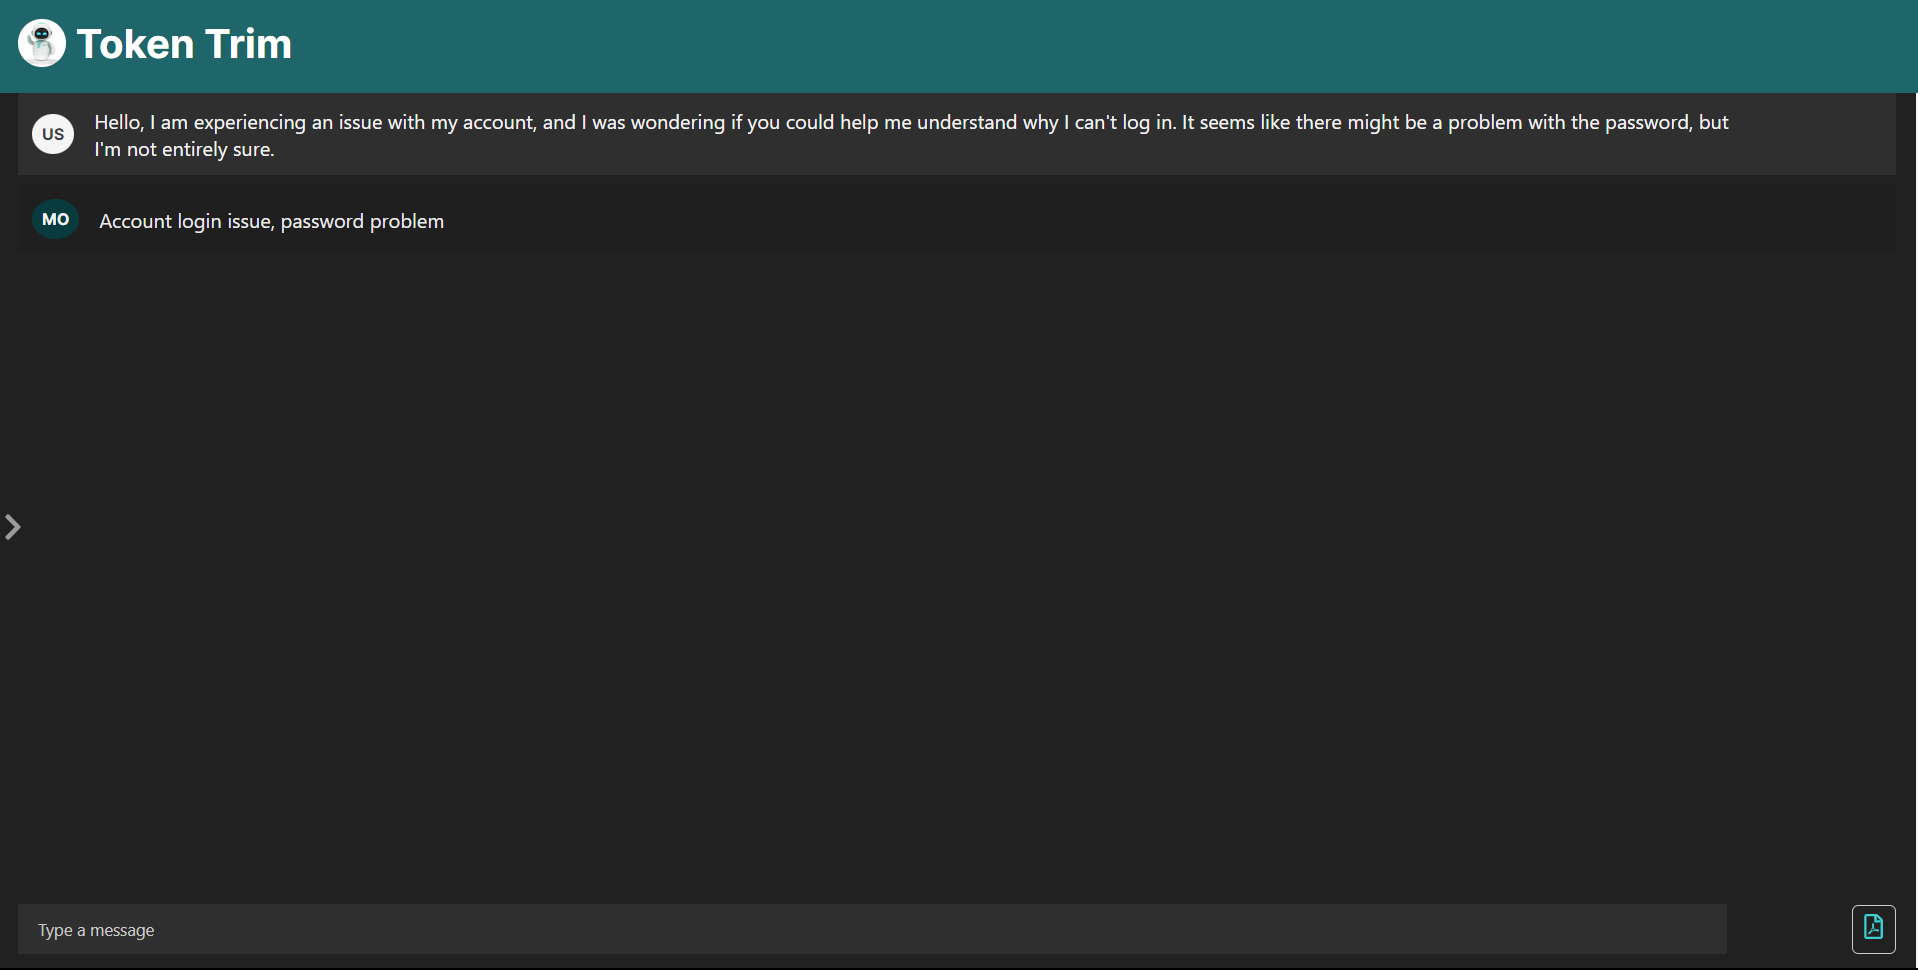 Token Trim
US
Hello, I am experiencing an issue with my account, and I was wondering if you could help me understand why I can't log in. It seems like there might be a problem with the password, but
I'm not entirely sure.
MO
Account login issue, password problem
Type a message